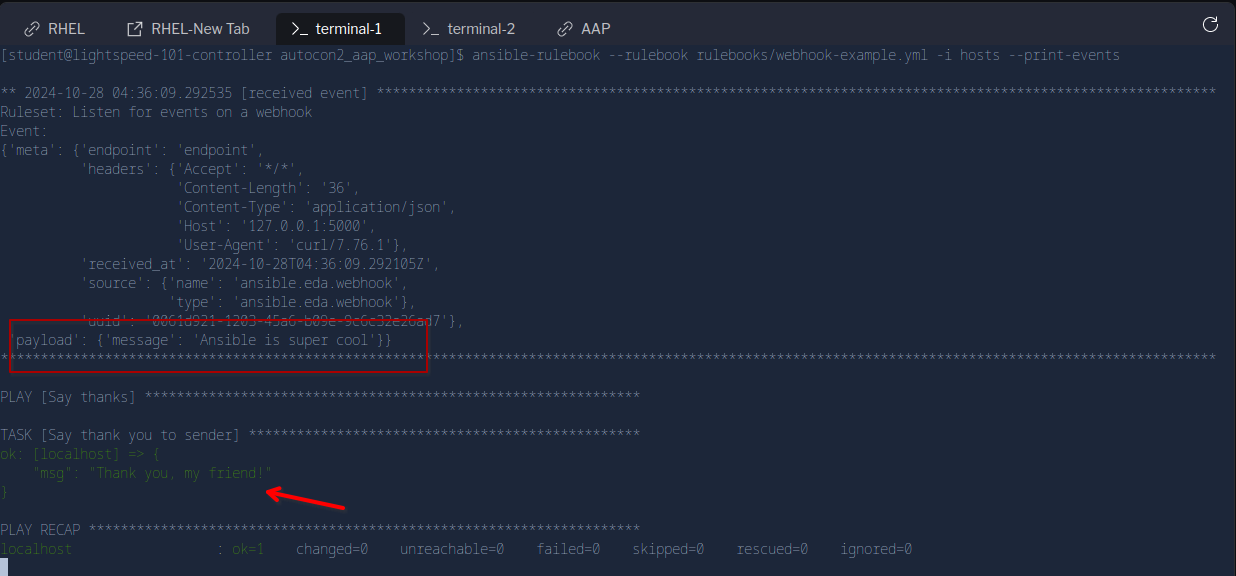 RHEL RHEL-New Tab >_ terminal-1 >_ terminal-2 AAP
[student@lightspeed-101-controller autocon2_aap_workshop]$ ansible-rulebook --rulebook rulebooks/webhook-example.yml -i hosts --print-events
** 2024-10-28 04:36:09.292535 [received event] ********************************************************************************************************
Ruleset: Listen for events on a webhook
Event:
{'meta': {'endpoint': 'endpoint',
'headers': {'Accept': '*/*',
'Content-Length': '36',
'Content-Type': 'application/json',
'Host': '127.0.0.1:5000',
'User-Agent': 'curl/7.76.1'},
'received_at': '2024-10-28T04:36:09.292105Z',
'source': {'name': 'ansible.eda.webhook',
'type': 'ansible.eda.webhook'},
'uuid': '0061d921-1203-45a6-b09e-9c6c32e26ad7'},
'payload': {'message': 'Ansible is super cool'}}
********************************************************************************************************************************************************
PLAY [Say thanks] **************************************************************
TASK [Say thank you to sender] *************************************************
ok: [localhost] => {
"msg": "Thank you, my friend!"
}
PLAY RECAP *********************************************************************
localhost : ok=1 changed=0 unreachable=0 failed=0 skipped=0 rescued=0 ignored=0